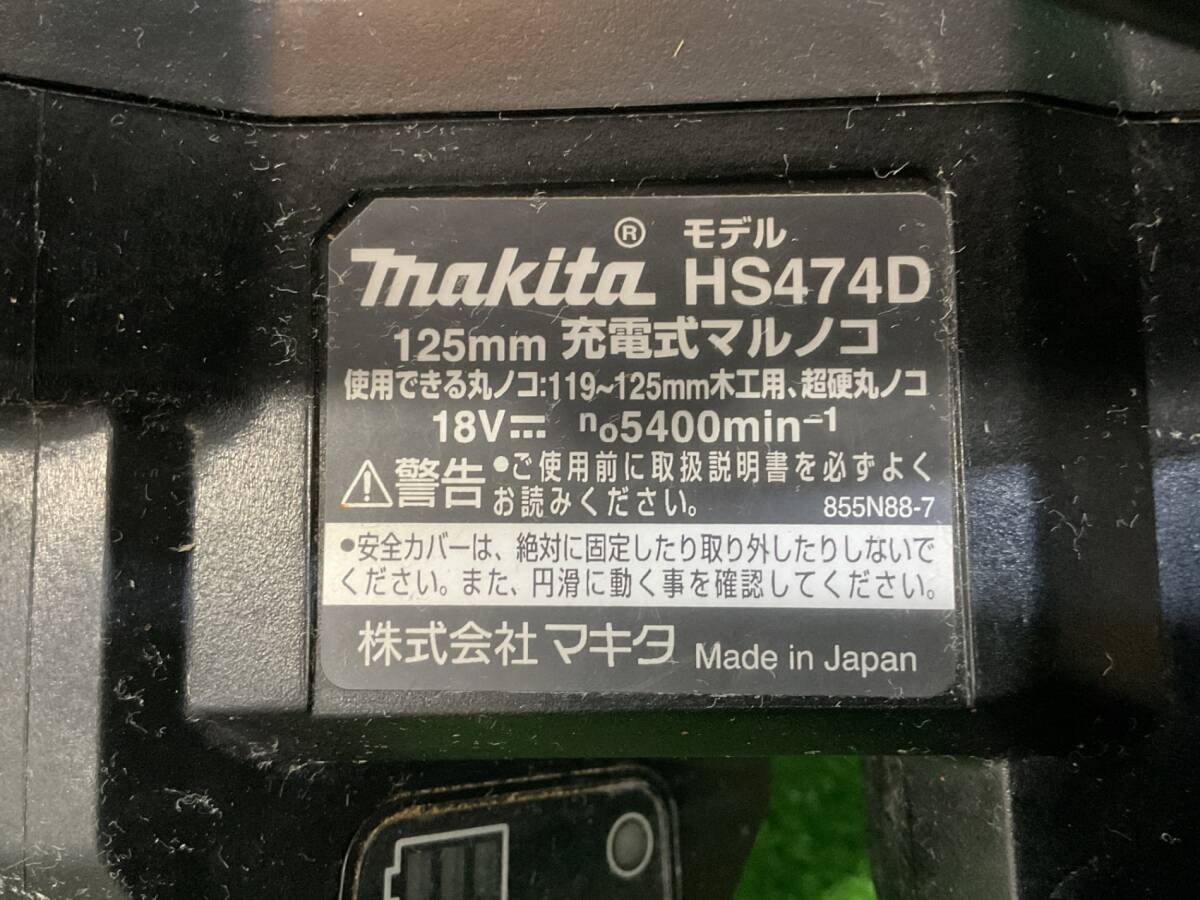 makita® モデル HS474D
125mm 充電式マルノコ
使用できる丸ノコ:119~125mm木工用、超硬丸ノコ
18V⎓ n₀5400min⁻¹
⚠警告 •ご使用前に取扱説明書を必ずよく
お読みください。 855N88-7
•安全カバーは、絶対に固定したり取り外したりしないで
ください。また、円滑に動く事を確認してください。
株式会社マキタ Made in Japan